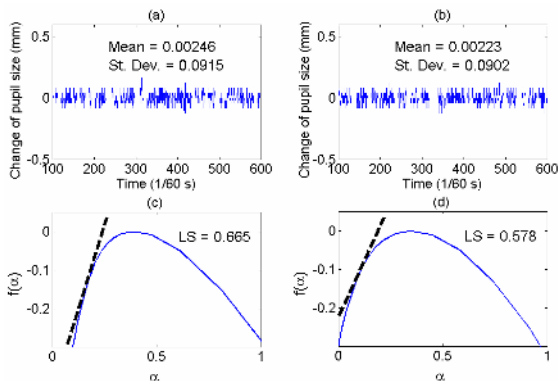 (a)
0.5
0
-0.5
Change of pupil size (mm)
Mean = 0.00246
St. Dev. = 0.0915
100 200 300 400 500 600
Time (1/60 s)
(b)
0.5
0
-0.5
Change of pupil size (mm)
Mean = 0.00223
St. Dev. = 0.0902
100 200 300 400 500 600
Time (1/60 s)
(c)
0
-0.1
-0.2
f(α)
LS = 0.665
0 0.5 1
α
(d)
0
-0.1
-0.2
f(α)
LS = 0.578
0 0.5 1
α